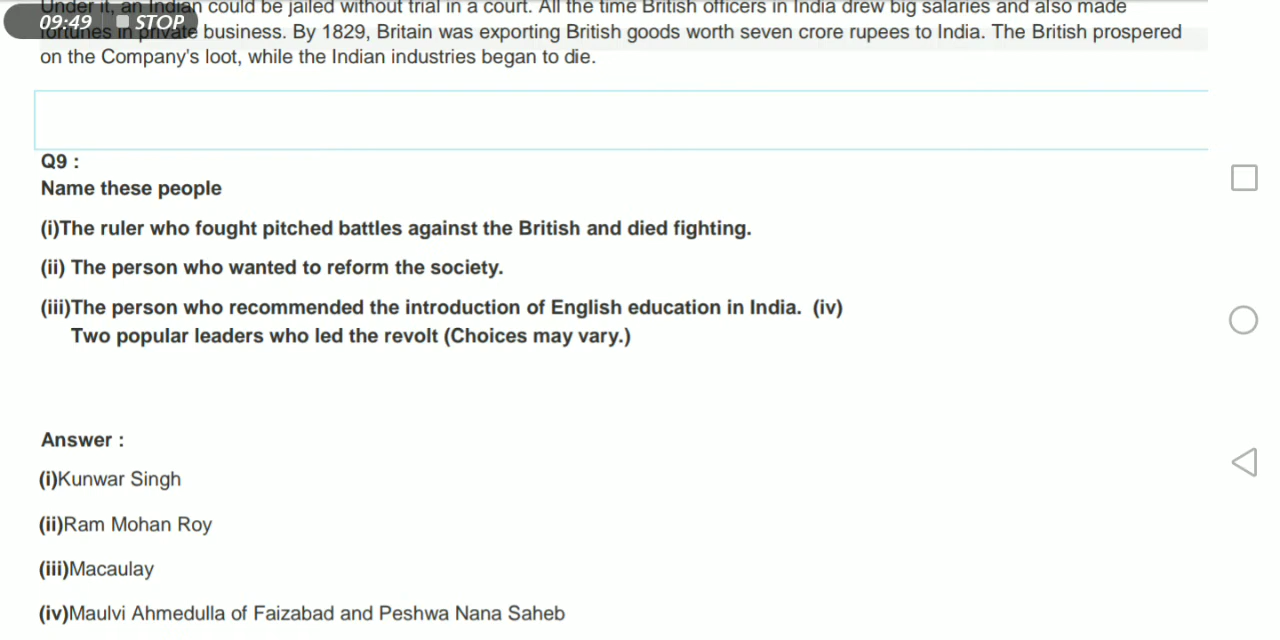 Under it, an Indian could be jailed without trial in a court. All the time British officers in India drew big salaries and also made
09:49 STOP
fortunes in private business. By 1829, Britain was exporting British goods worth seven crore rupees to India. The British prospered
on the Company's loot, while the Indian industries began to die.
Q9 :
Name these people
(i)The ruler who fought pitched battles against the British and died fighting.
(ii) The person who wanted to reform the society.
(iii)The person who recommended the introduction of English education in India. (iv)
Two popular leaders who led the revolt (Choices may vary.)
Answer :
(i)Kunwar Singh
(ii)Ram Mohan Roy
(iii)Macaulay
(iv)Maulvi Ahmedulla of Faizabad and Peshwa Nana Saheb